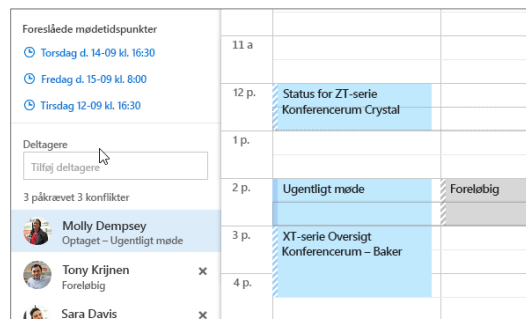 Foreslåede mødetidspunkter
Torsdag d. 14-09 kl. 16:30
Fredag d. 15-09 kl. 8:00
Tirsdag 12-09 kl. 16:30
Deltagere
Tilføj deltagere
3 påkrævet 3 konflikter
Molly Dempsey
Optaget – Ugentligt møde
Tony Krijnen
Foreløbig
Sara Davis
11 a
12 p.
Status for ZT-serie
Konferencerum Crystal
1 p.
2 p.
Ugentligt møde
Foreløbig
3 p.
XT-serie Oversigt
Konferencerum – Baker
4 p.